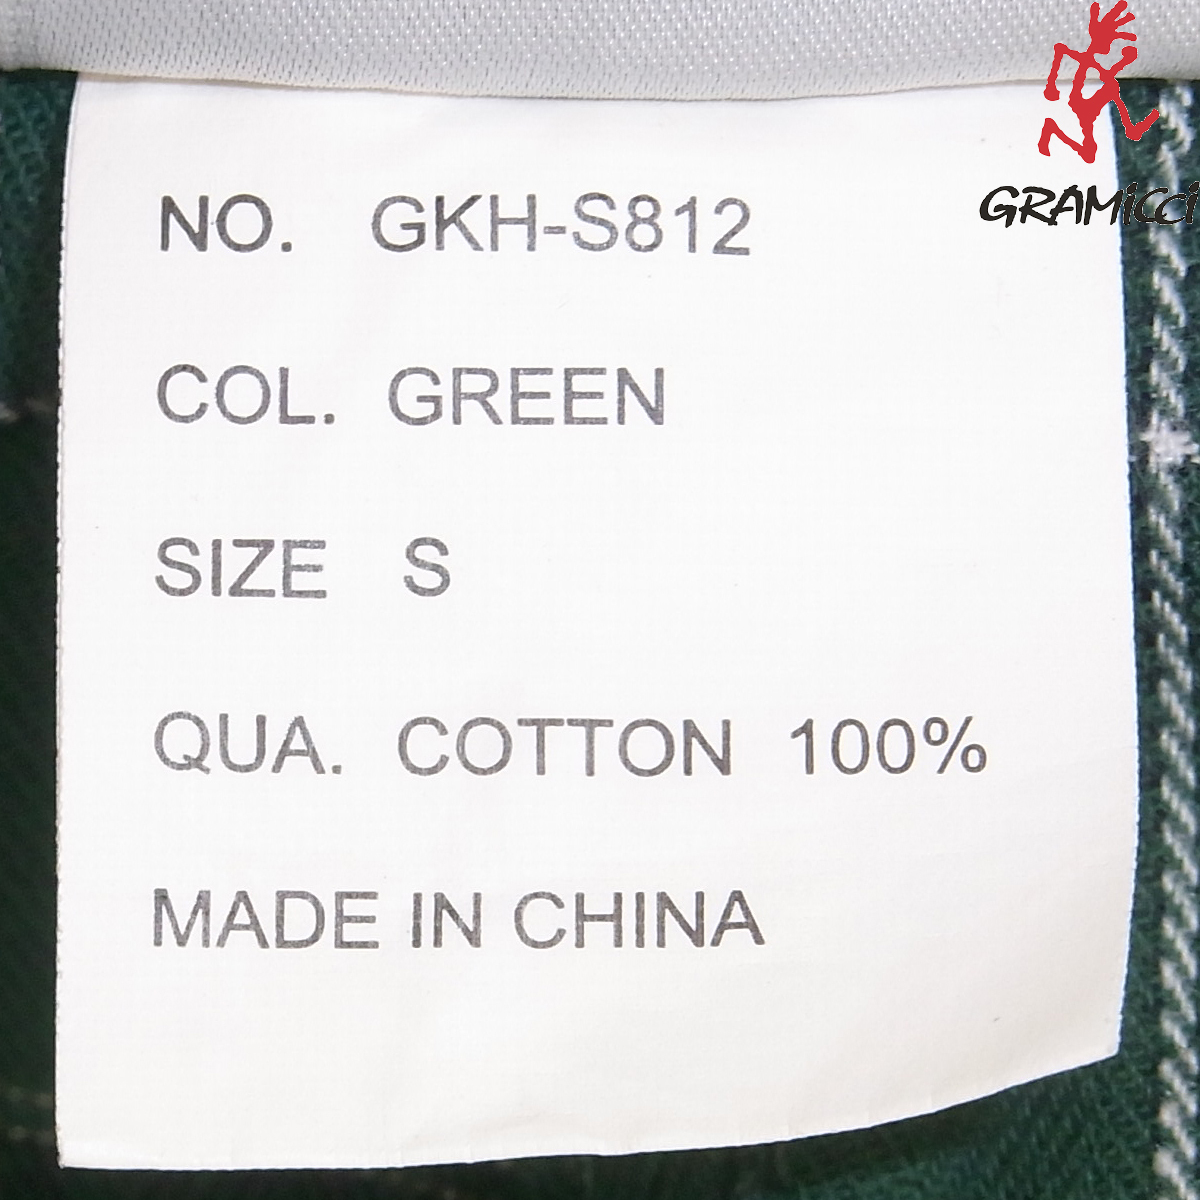 GRAMiCCi
NO. GKH-S812
COL. GREEN
SIZE S
QUA. COTTON 100%
MADE IN CHINA